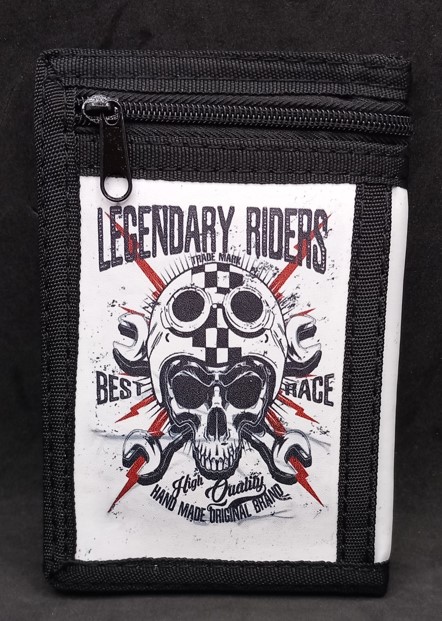 LEGENDARY RIDERS
TRADE MARK
BEST RACE
High Quality
HAND MADE ORIGINAL BRAND